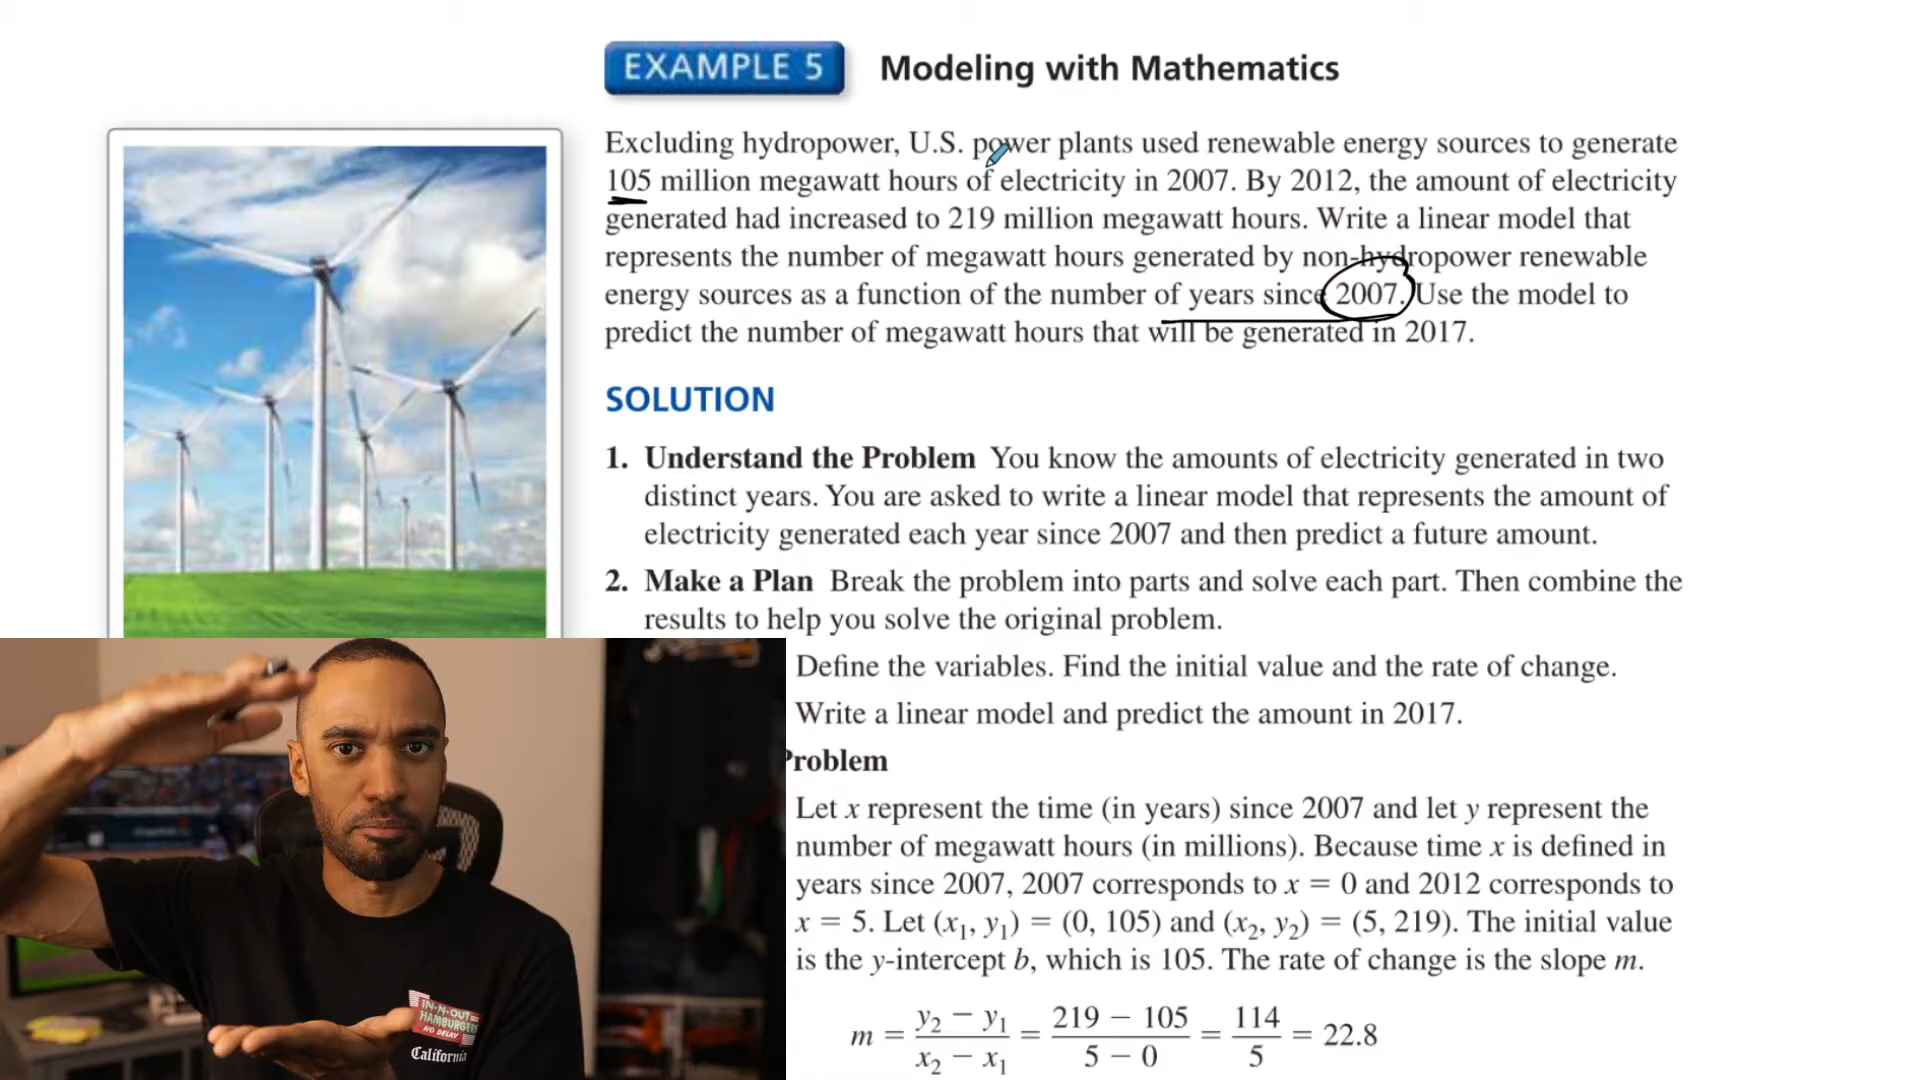 EXAMPLE 5 Modeling with Mathematics
Excluding hydropower, U.S. power plants used renewable energy sources to generate
105 million megawatt hours of electricity in 2007. By 2012, the amount of electricity
generated had increased to 219 million megawatt hours. Write a linear model that
represents the number of megawatt hours generated by non-hydropower renewable
energy sources as a function of the number of years since 2007. Use the model to
predict the number of megawatt hours that will be generated in 2017.
SOLUTION
1. Understand the Problem You know the amounts of electricity generated in two
distinct years. You are asked to write a linear model that represents the amount of
electricity generated each year since 2007 and then predict a future amount.
2. Make a Plan Break the problem into parts and solve each part. Then combine the
results to help you solve the original problem.
Define the variables. Find the initial value and the rate of change.
Write a linear model and predict the amount in 2017.
Problem
Let x represent the time (in years) since 2007 and let y represent the
number of megawatt hours (in millions). Because time x is defined in
years since 2007, 2007 corresponds to x = 0 and 2012 corresponds to
x = 5. Let (x₁, y₁) = (0, 105) and (x₂, y₂) = (5, 219). The initial value
is the y-intercept b, which is 105. The rate of change is the slope m.
m = (y₂ − y₁)/(x₂ − x₁) = (219 − 105)/(5 − 0) = 114/5 = 22.8
IN-N-OUT
HAMBURGERS
NO DELAY
California